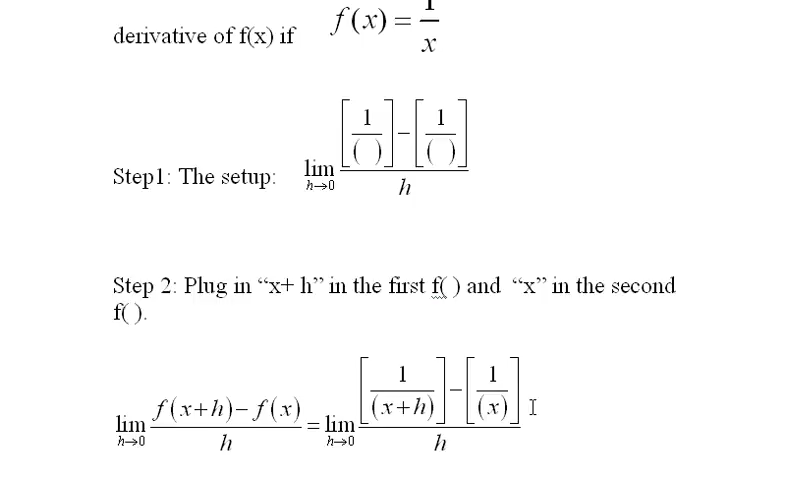 derivative of f(x) if f(x) = 1/x
Step1: The setup: lim h→0 [1/( )]−[1/( )] / h
Step 2: Plug in “x+ h” in the first f( ) and “x” in the second
f( ).
lim h→0 f(x+h)−f(x) / h = lim h→0 [1/(x+h)]−[1/(x)] / h